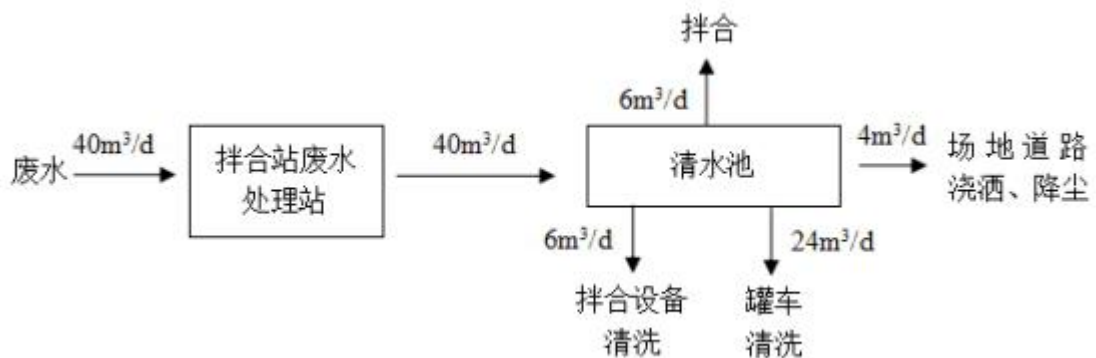 拌合
6m³/d
40m³/d
废水
拌合站废水
处理站
40m³/d
清水池
4m³/d
场地道路
浇洒、降尘
6m³/d
24m³/d
拌合设备
清洗
罐车
清洗